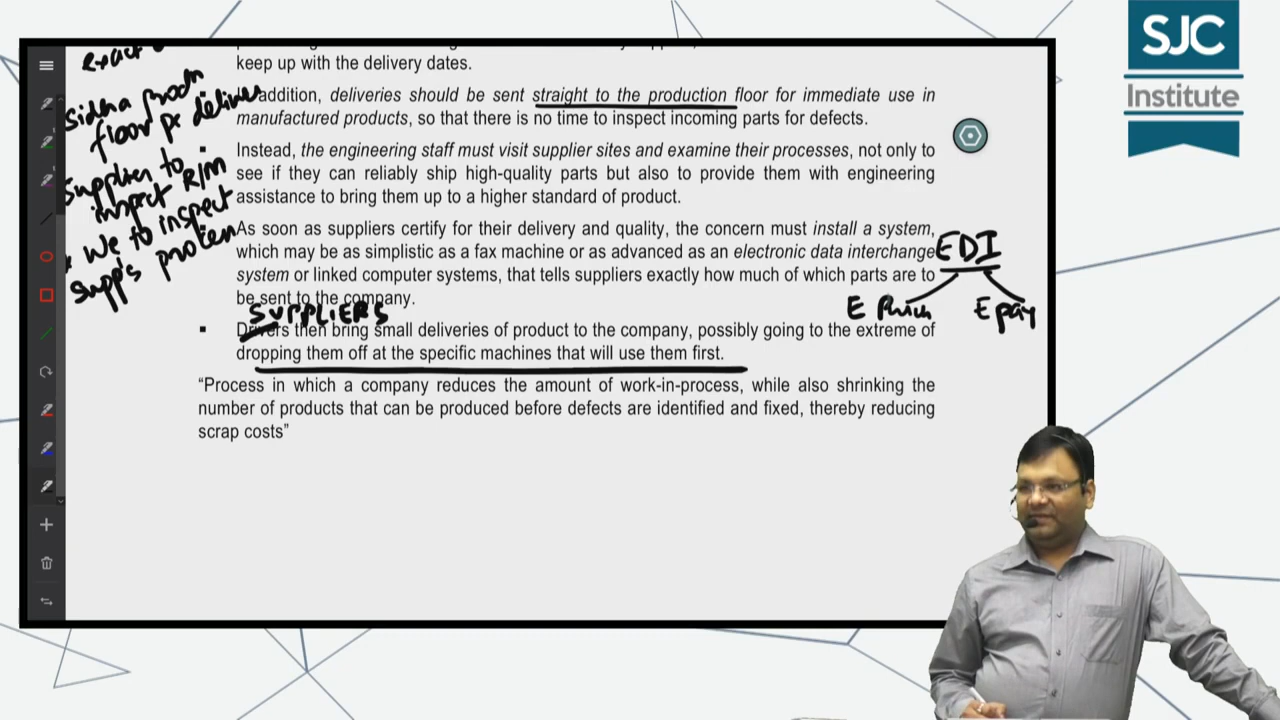 SJC
Institute
exact
keep up with the delivery dates.
addition, deliveries should be sent straight to the production floor for immediate use in
manufactured products, so that there is no time to inspect incoming parts for defects.
floor pe deliver
Instead, the engineering staff must visit supplier sites and examine their processes, not only to
see if they can reliably ship high-quality parts but also to provide them with engineering
assistance to bring them up to a higher standard of product.
Supplier to
inspect R/M
* We to inspect
Supp's
As soon as suppliers certify for their delivery and quality, the concern must install a system,
which may be as simplistic as a fax machine or as advanced as an electronic data interchange
system or linked computer systems, that tells suppliers exactly how much of which parts are to
be sent to the company.
EDI
E
E pay
SUPPLIERS
▪ Drivers then bring small deliveries of product to the company, possibly going to the extreme of
dropping them off at the specific machines that will use them first.
“Process in which a company reduces the amount of work-in-process, while also shrinking the
number of products that can be produced before defects are identified and fixed, thereby reducing
scrap costs”